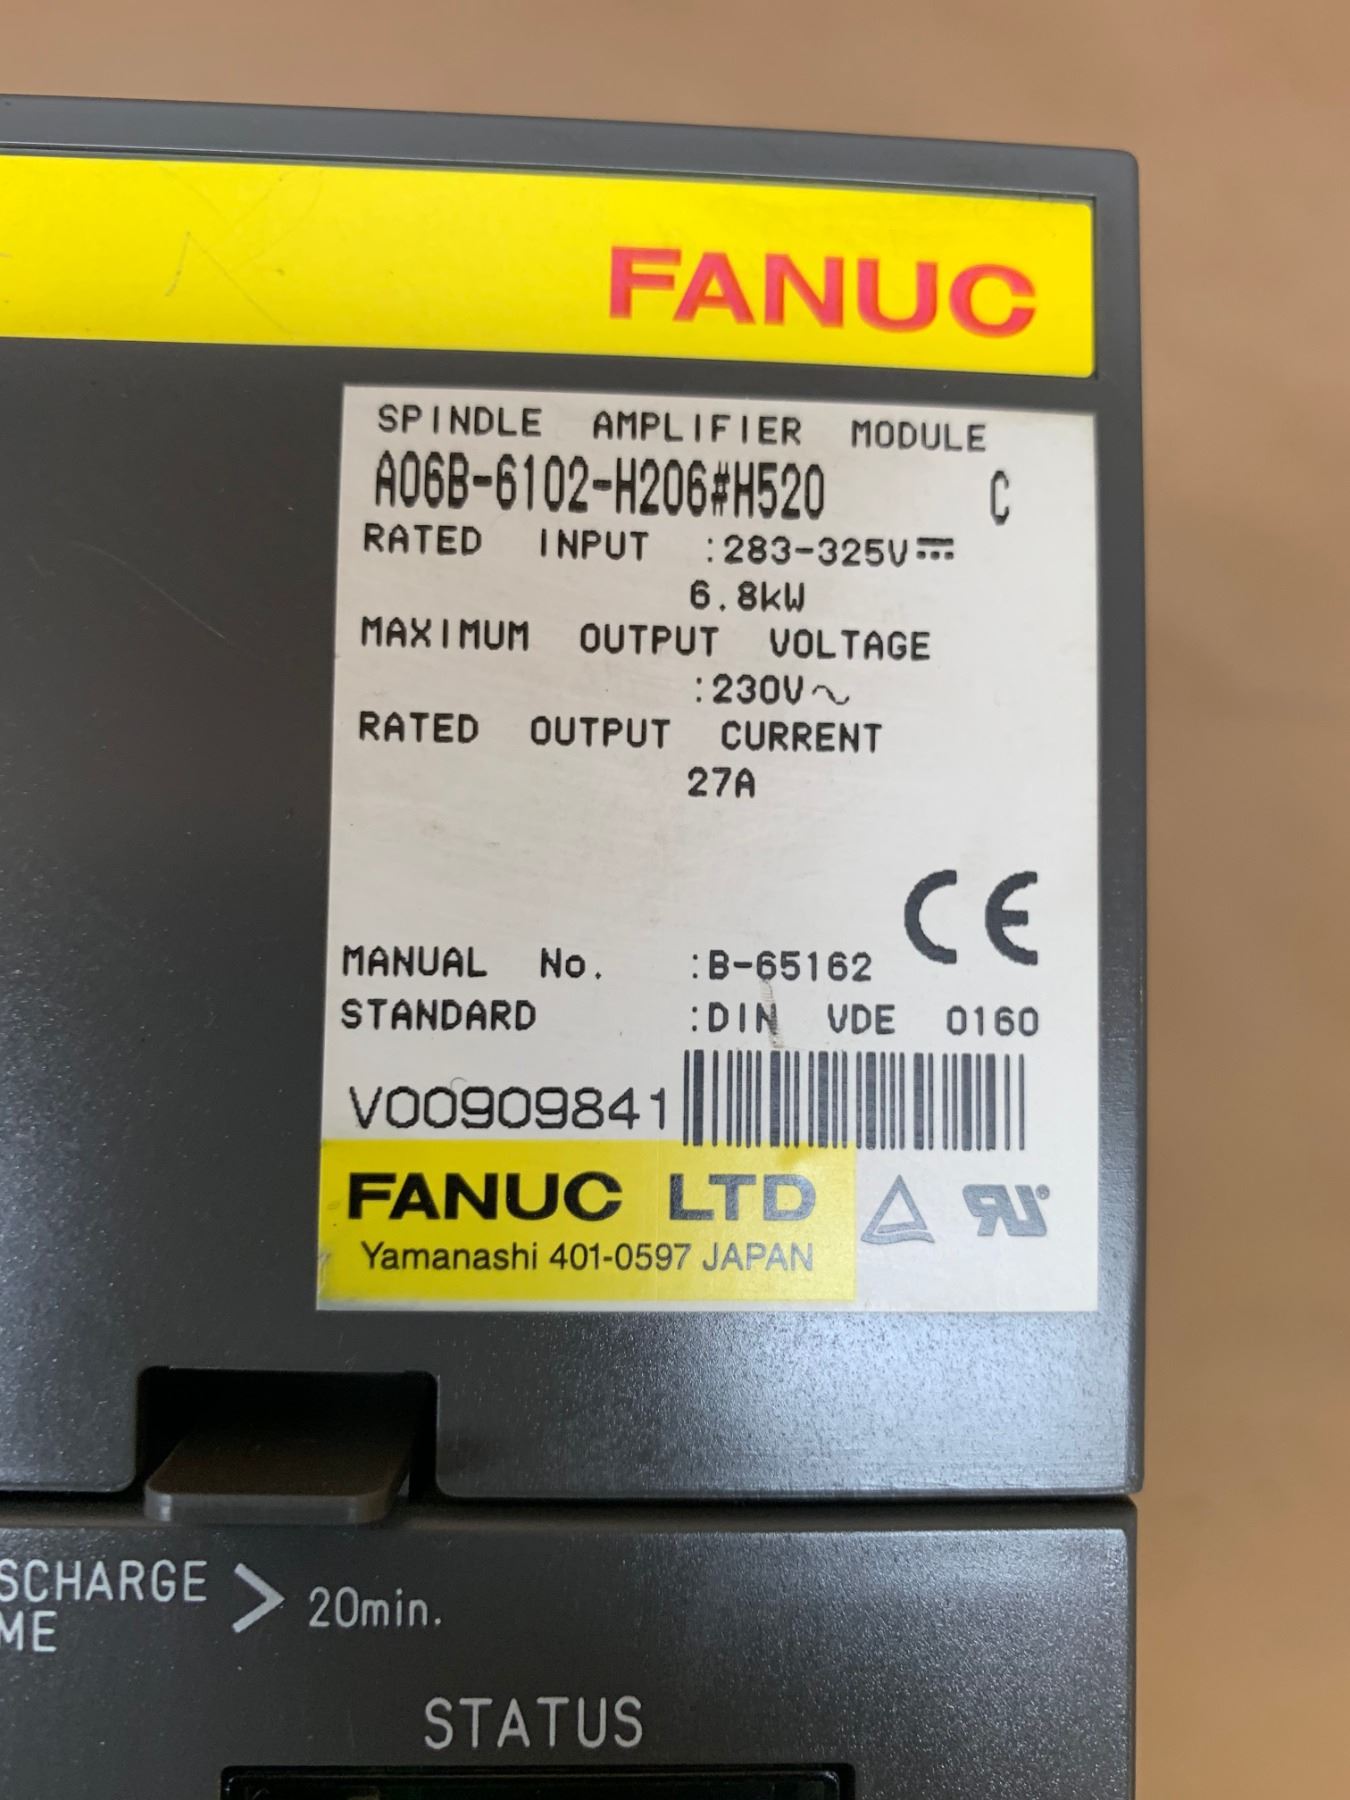 FANUC
SPINDLE AMPLIFIER MODULE
A06B-6102-H206#H520 C
RATED INPUT :283-325V⎓
6.8kW
MAXIMUM OUTPUT VOLTAGE
:230V～
RATED OUTPUT CURRENT
27A
CE
MANUAL No. :B-65162
STANDARD :DIN VDE 0160
V00909841
FANUC LTD
Yamanashi 401-0597 JAPAN
SCHARGE > 20min.
ME
STATUS